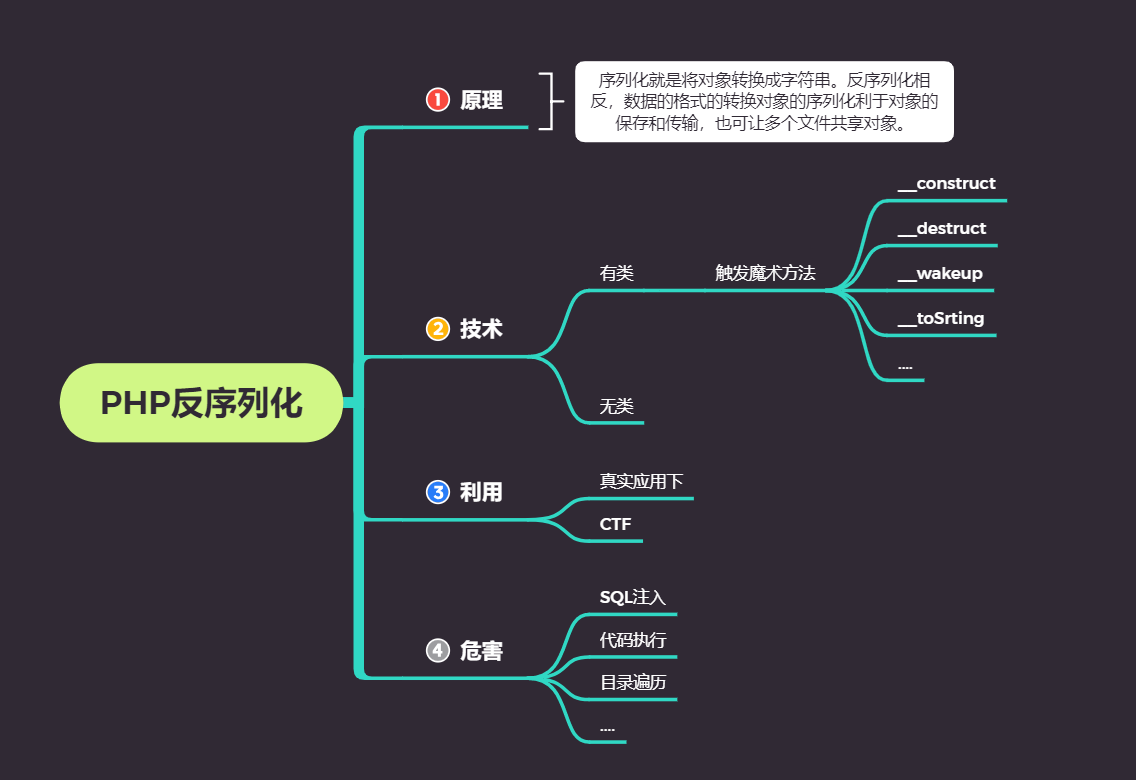 PHP反序列化
1 原理
序列化就是将对象转换成字符串。反序列化相
反，数据的格式的转换对象的序列化利于对象的
保存和传输，也可让多个文件共享对象。
2 技术
有类
触发魔术方法
__construct
__destruct
__wakeup
__toSrting
....
无类
3 利用
真实应用下
CTF
4 危害
SQL注入
代码执行
目录遍历
....